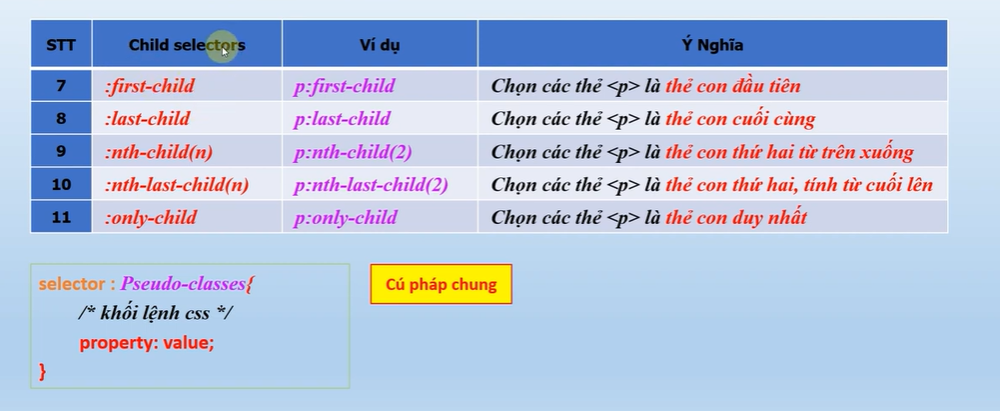 STT Child selectors Ví dụ Ý Nghĩa
7 :first-child p:first-child Chọn các thẻ <p> là thẻ con đầu tiên
8 :last-child p:last-child Chọn các thẻ <p> là thẻ con cuối cùng
9 :nth-child(n) p:nth-child(2) Chọn các thẻ <p> là thẻ con thứ hai từ trên xuống
10 :nth-last-child(n) p:nth-last-child(2) Chọn các thẻ <p> là thẻ con thứ hai, tính từ cuối lên
11 :only-child p:only-child Chọn các thẻ <p> là thẻ con duy nhất
selector : Pseudo-classes{
/* khối lệnh css */
property: value;
}
Cú pháp chung